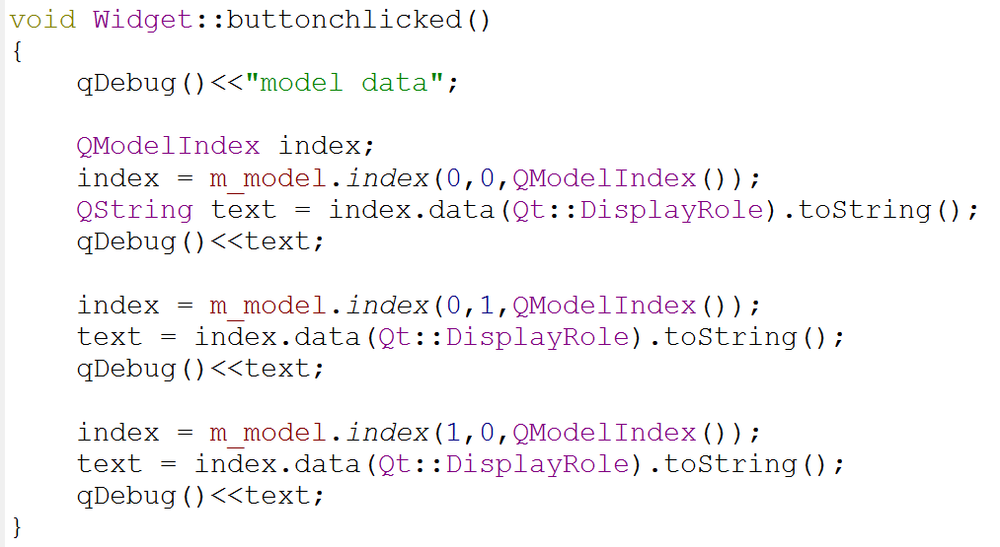 void Widget::buttonchlicked()
{
    qDebug()<<"model data";

    QModelIndex index;
    index = m_model.index(0,0,QModelIndex());
    QString text = index.data(Qt::DisplayRole).toString();
    qDebug()<<text;

    index = m_model.index(0,1,QModelIndex());
    text = index.data(Qt::DisplayRole).toString();
    qDebug()<<text;

    index = m_model.index(1,0,QModelIndex());
    text = index.data(Qt::DisplayRole).toString();
    qDebug()<<text;
}